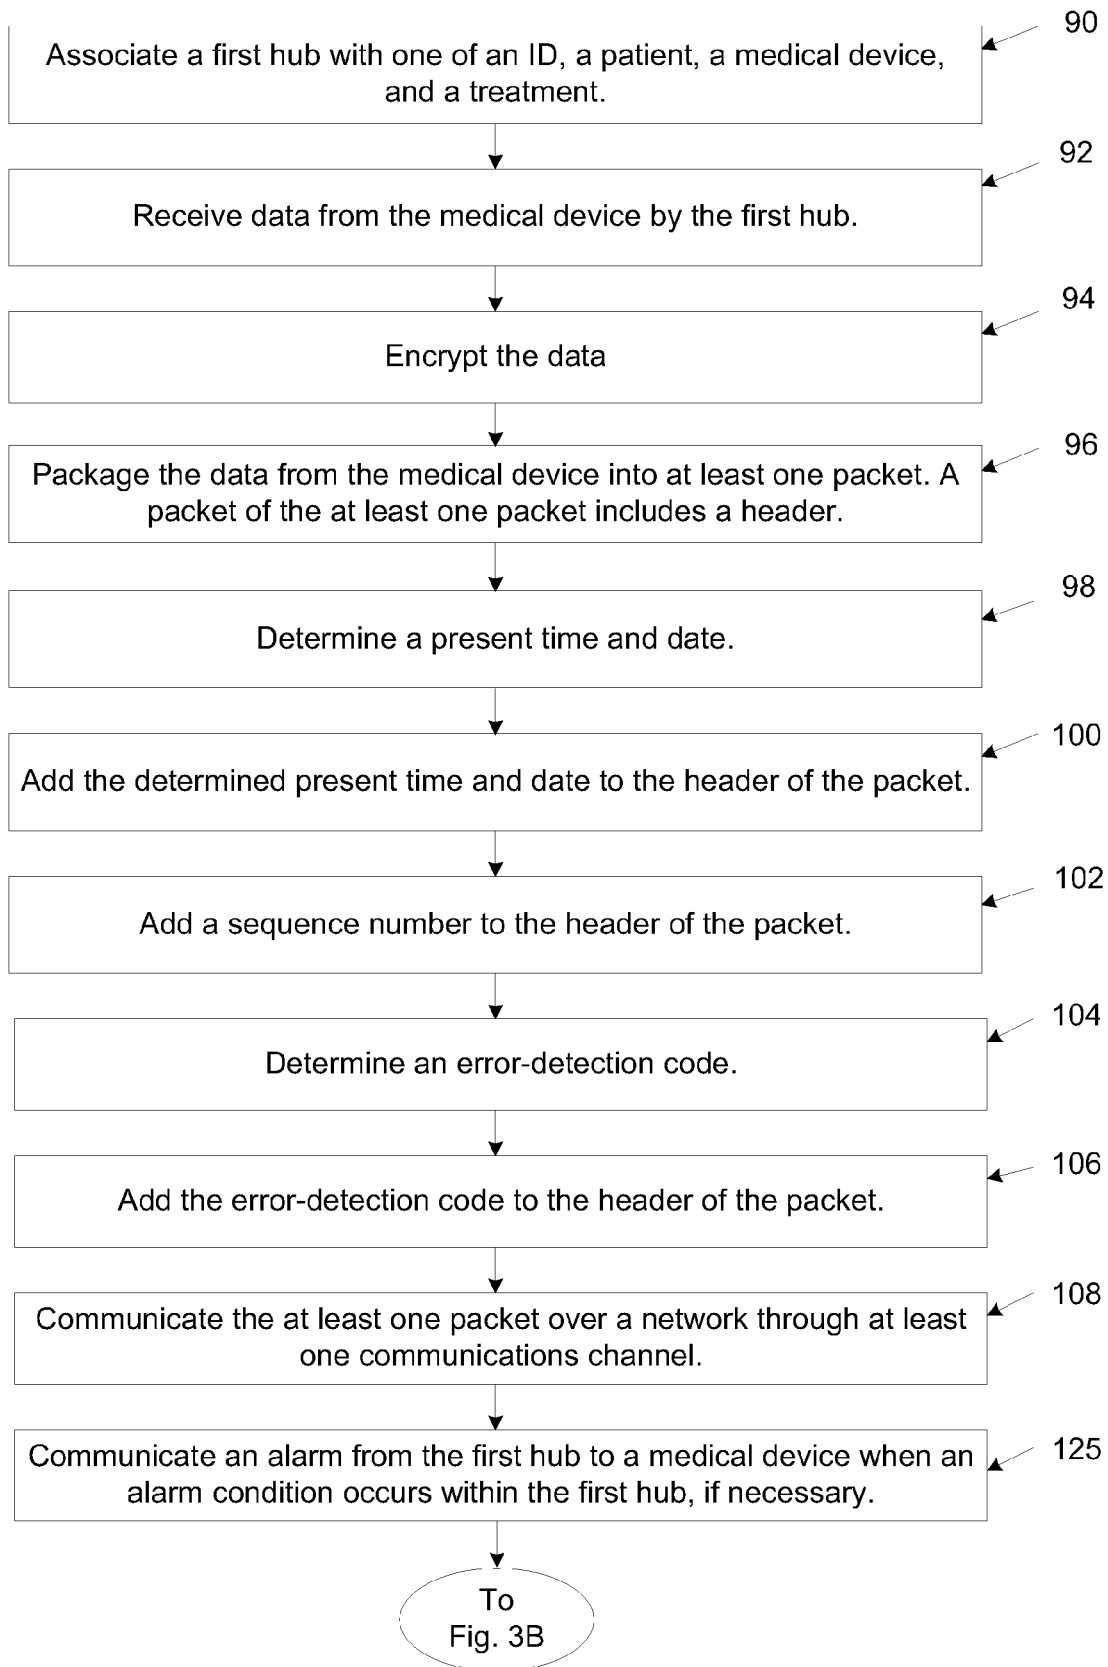 90
Associate a first hub with one of an ID, a patient, a medical device,
and a treatment.
92
Receive data from the medical device by the first hub.
94
Encrypt the data
96
Package the data from the medical device into at least one packet. A
packet of the at least one packet includes a header.
98
Determine a present time and date.
100
Add the determined present time and date to the header of the packet.
102
Add a sequence number to the header of the packet.
104
Determine an error-detection code.
106
Add the error-detection code to the header of the packet.
108
Communicate the at least one packet over a network through at least
one communications channel.
125
Communicate an alarm from the first hub to a medical device when an
alarm condition occurs within the first hub, if necessary.
To
Fig. 3B